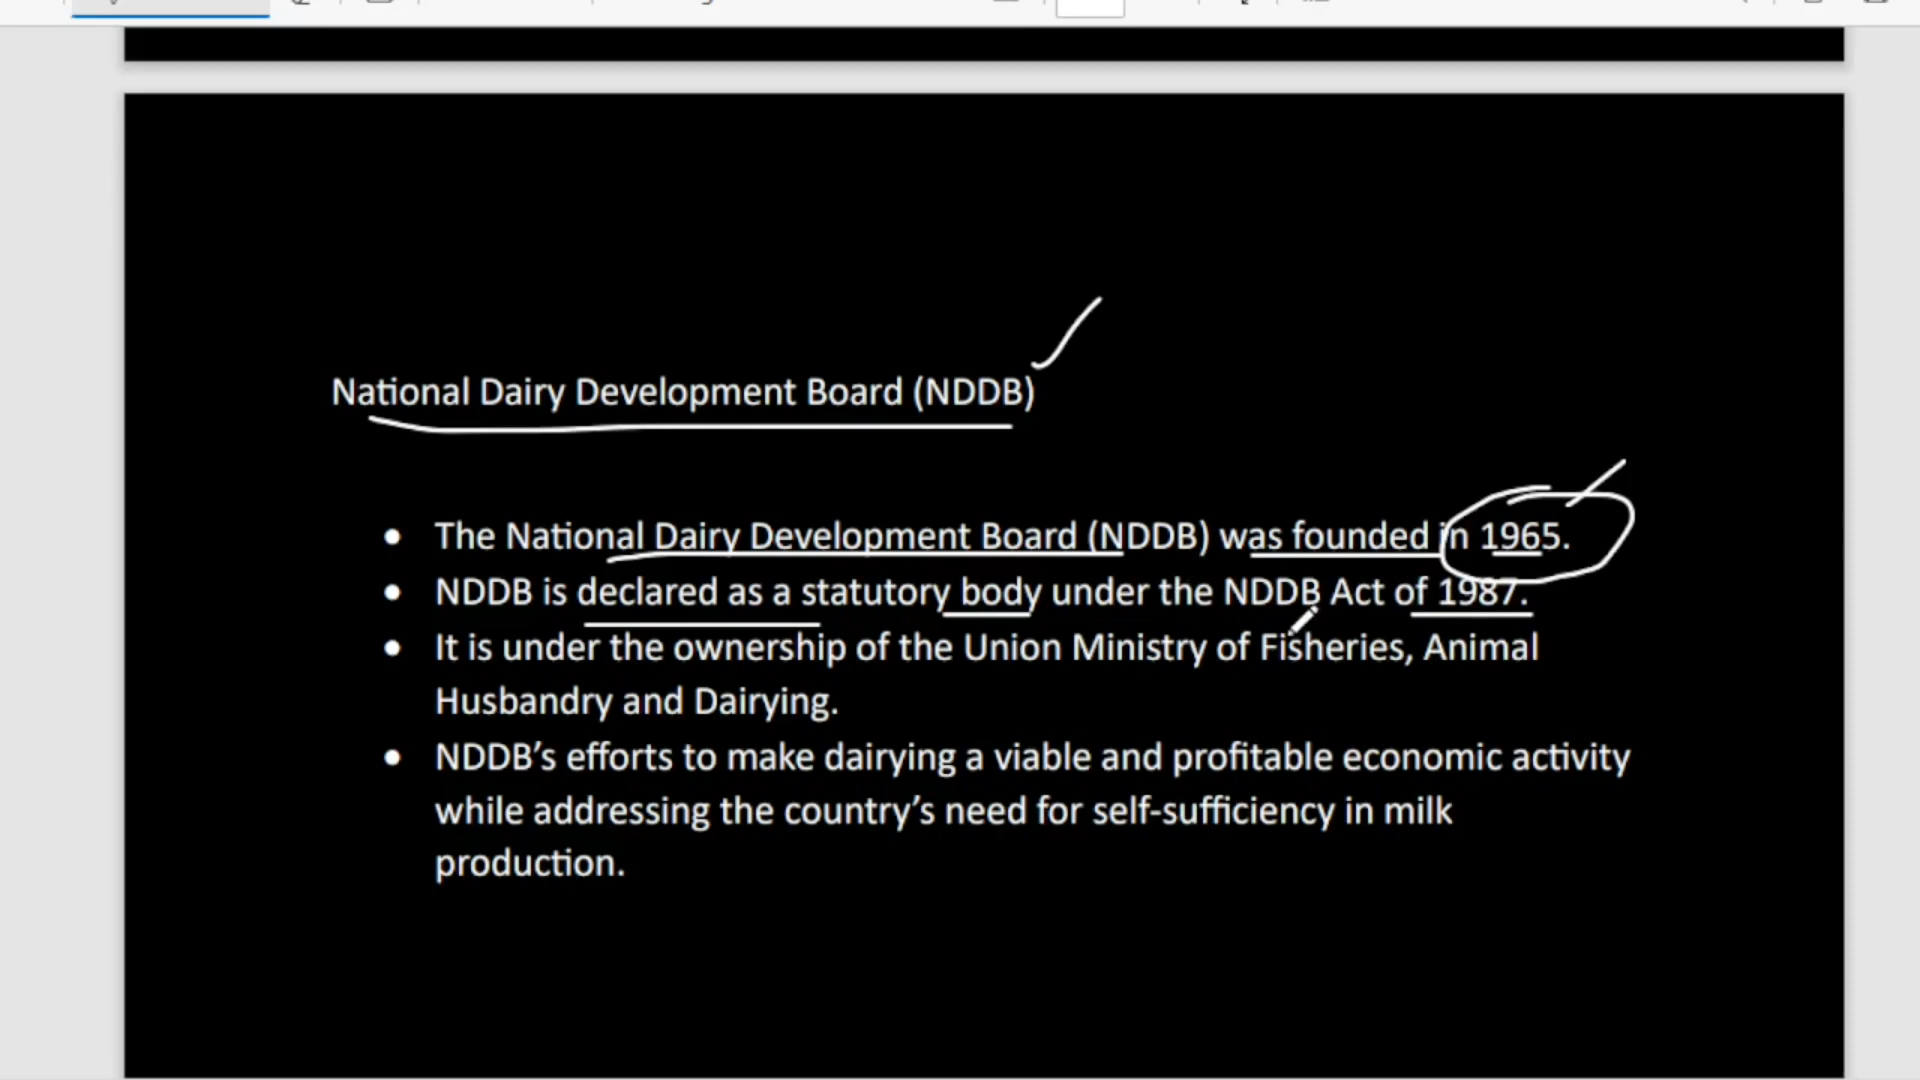 National Dairy Development Board (NDDB)
• The National Dairy Development Board (NDDB) was founded in 1965.
• NDDB is declared as a statutory body under the NDDB Act of 1987.
• It is under the ownership of the Union Ministry of Fisheries, Animal
Husbandry and Dairying.
• NDDB’s efforts to make dairying a viable and profitable economic activity
while addressing the country’s need for self-sufficiency in milk
production.